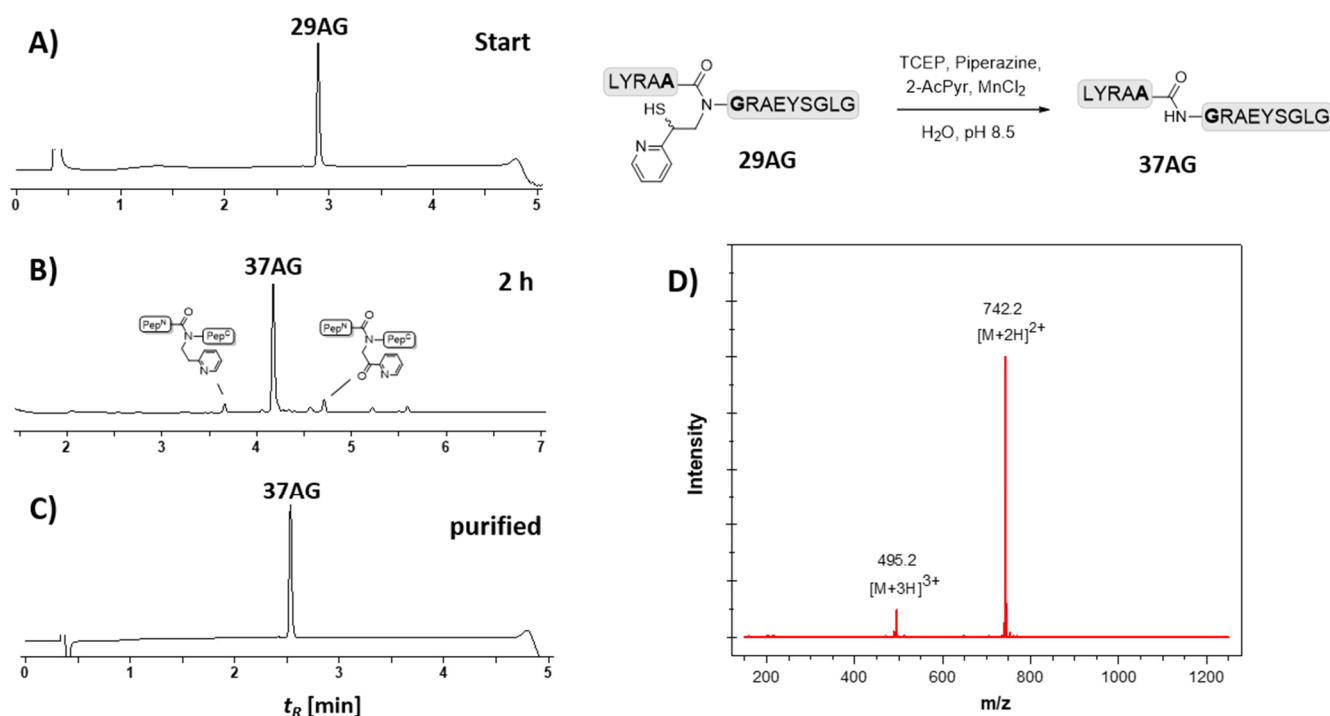 A)
29AG
Start
0 1 2 3 4 5
LYRAA
O
N
GRAEYSGLG
HS
N
29AG
TCEP, Piperazine,
2-AcPyr, MnCl2
H2O, pH 8.5
LYRAA
O
HN
GRAEYSGLG
37AG
B)
37AG
2 h
PepN
O
N
PepC
N
PepN
O
N
PepC
O
N
2 3 4 5 6 7
C)
37AG
purified
0 1 2 3 4 5
tR [min]
D)
Intensity
742.2
[M+2H]2+
495.2
[M+3H]3+
200 400 600 800 1000 1200
m/z